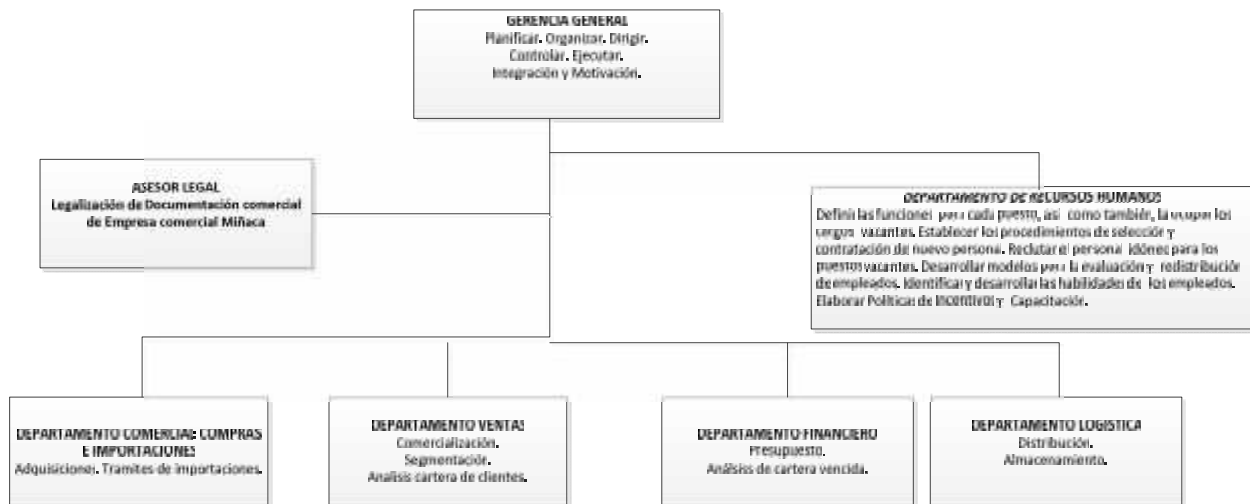 GERENCIA GENERAL
Planificar. Organizar. Dirigir.
Controlar. Ejecutar.
Integración y Motivación.
ASESOR LEGAL
Legalización de Documentación comercial
de Empresa comercial Miñaca
DEPARTAMENTO DE RECURSOS HUMANOS
Definir las funciones para cada puesto, así como también, la ocupar los
cargos vacantes. Establecer los procedimientos de selección y
contratación de nuevo persona. Reclutar el personal idóneo para los
puestos vacantes. Desarrollar modelos para la evaluación y redistribución
de empleados. Identificar y desarrollar las habilidades de los empleados.
Elaborar Políticas de Incentivos y Capacitación.
DEPARTAMENTO COMERCIAL: COMPRAS
E IMPORTACIONES
Adquisiciones. Tramites de importaciones.
DEPARTAMENTO VENTAS
Comercialización.
Segmentación.
Analisis cartera de clientes.
DEPARTAMENTO FINANCIERO
Presupuesto.
Análisis de cartera vencida.
DEPARTAMENTO LOGISTICA
Distribución.
Almacenamiento.